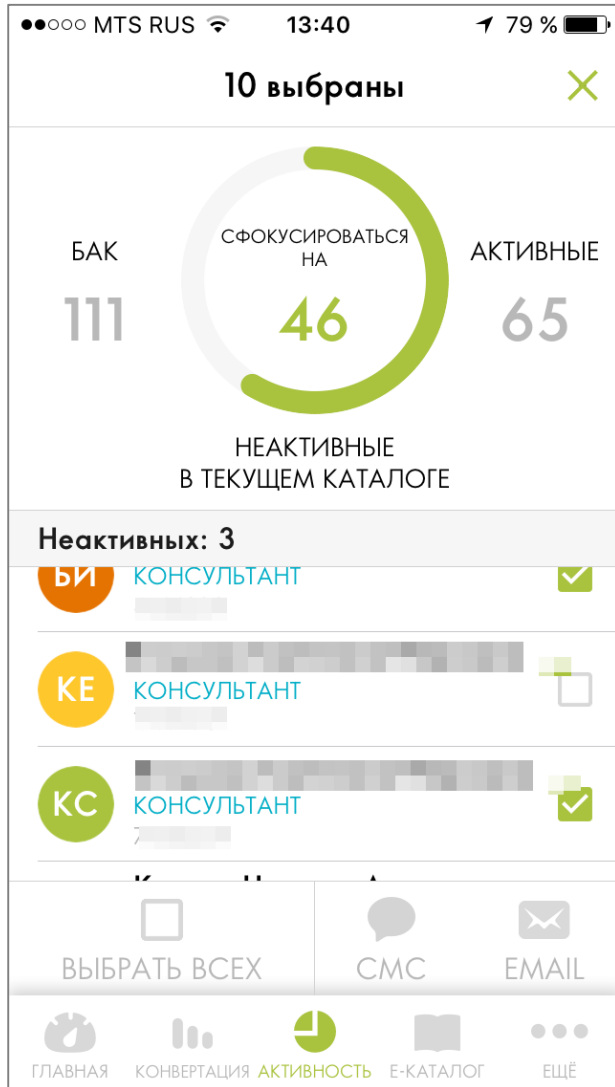 MTS RUS 13:40 79 %
10 выбраны
СФОКУСИРОВАТЬСЯ
НА
46
БАК
111
АКТИВНЫЕ
65
НЕАКТИВНЫЕ
В ТЕКУЩЕМ КАТАЛОГЕ
Неактивных: 3
БИ
КОНСУЛЬТАНТ
КЕ
КОНСУЛЬТАНТ
КС
КОНСУЛЬТАНТ
ВЫБРАТЬ ВСЕХ
СМС
EMAIL
ГЛАВНАЯ
КОНВЕРТАЦИЯ
АКТИВНОСТЬ
Е-КАТАЛОГ
ЕЩЁ